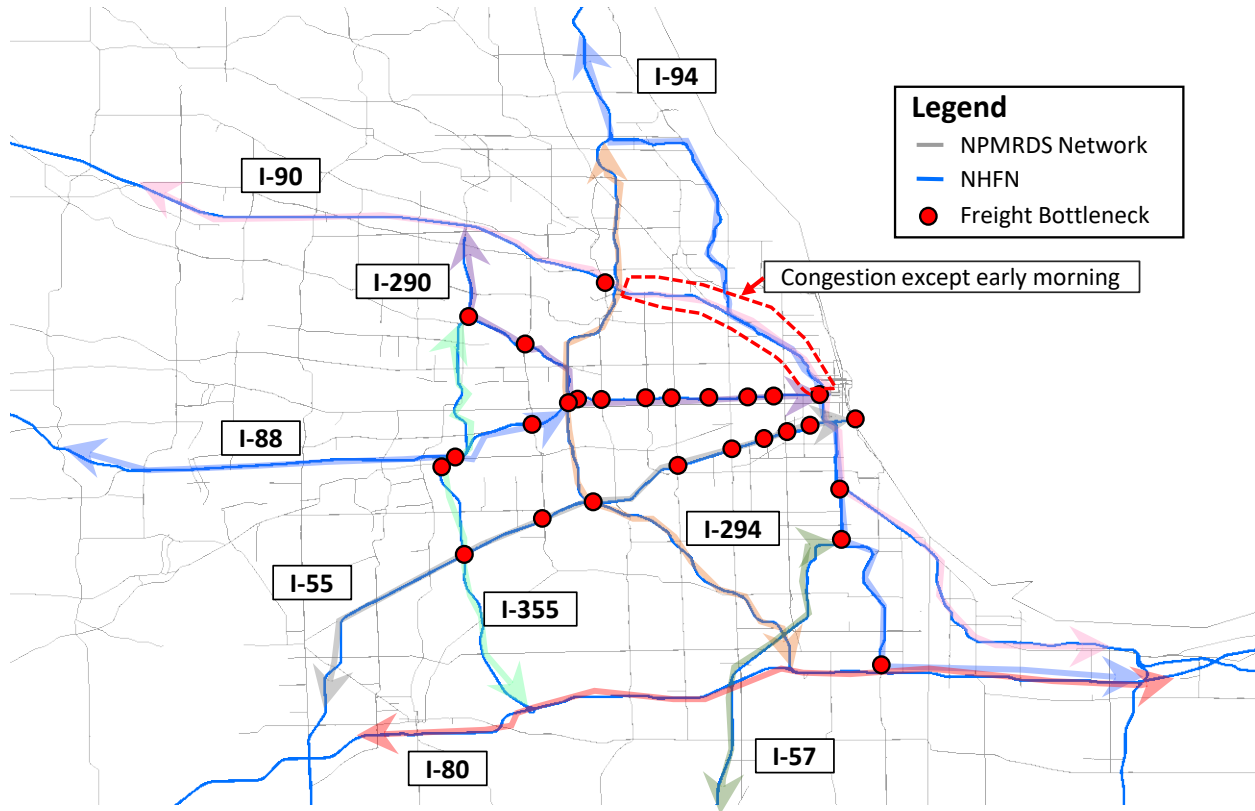 I-94
Legend
NPMRDS Network
NHFN
Freight Bottleneck
I-90
Congestion except early morning
I-290
I-88
I-294
I-55
I-355
I-57
I-80